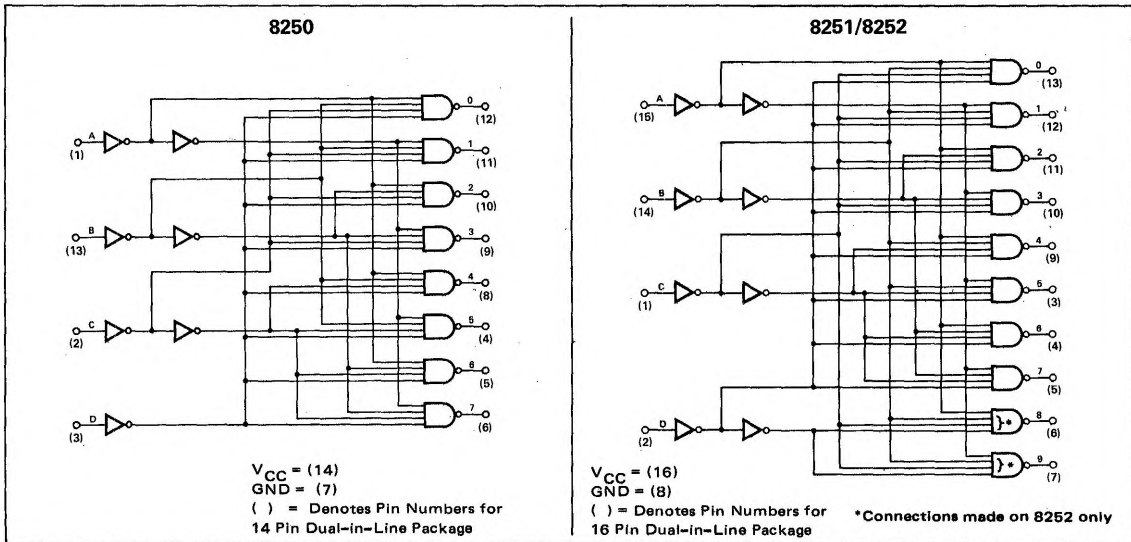 8250
A
(1)
B
(13)
C
(2)
D
(3)
0
(12)
1
(11)
2
(10)
3
(9)
4
(8)
5
(4)
6
(5)
7
(6)
VCC = (14)
GND = (7)
( ) = Denotes Pin Numbers for
14 Pin Dual-in-Line Package
8251/8252
A
(15)
B
(14)
C
(1)
D
(2)
0
(13)
1
(12)
2
(11)
3
(10)
4
(9)
5
(3)
6
(4)
7
(5)
}*
8
(6)
}*
9
(7)
VCC = (16)
GND = (8)
( ) = Denotes Pin Numbers for
16 Pin Dual-in-Line Package
*Connections made on 8252 only